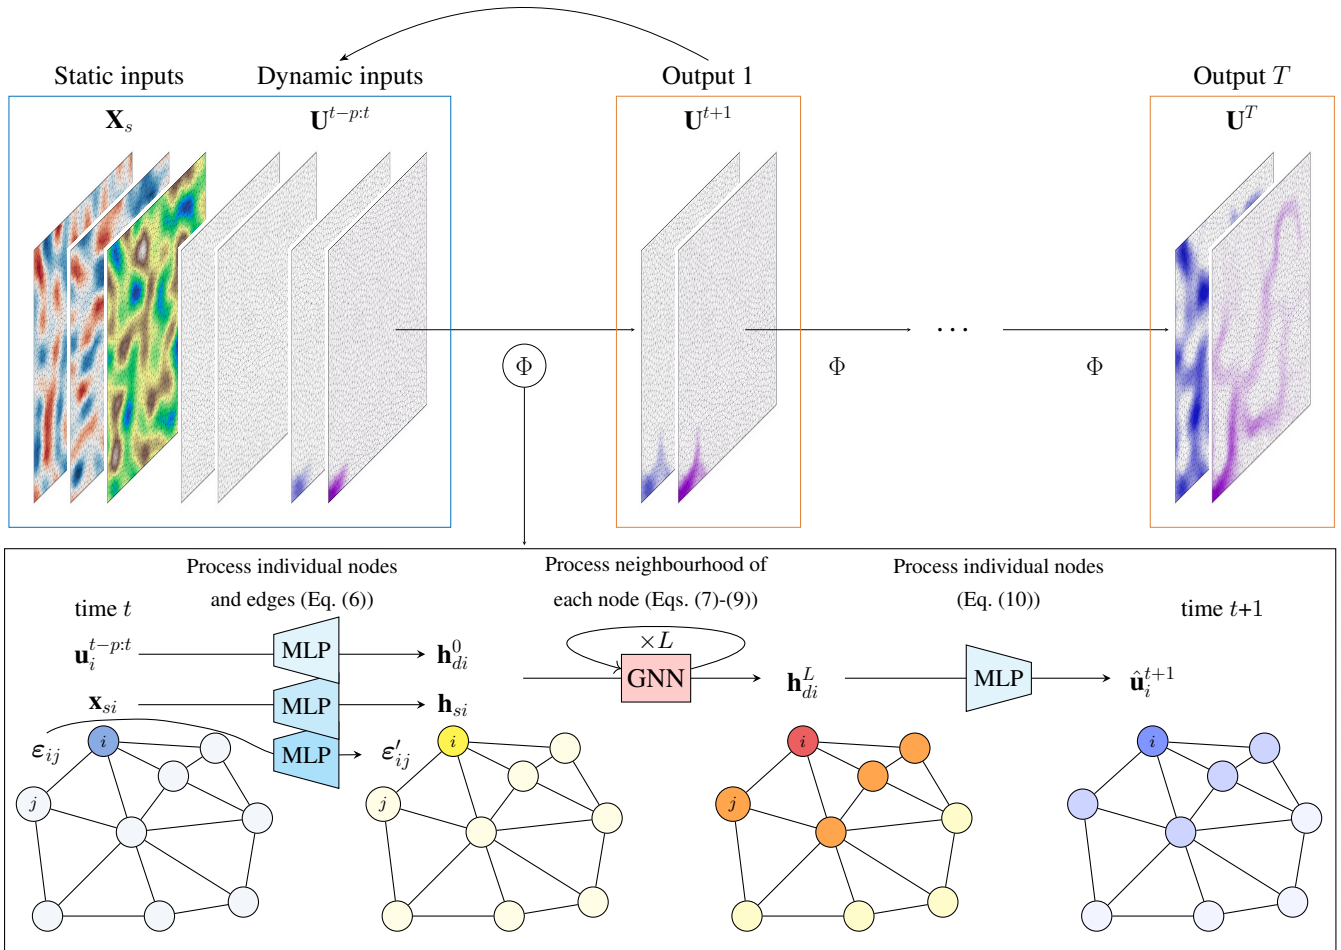 Static inputs
Dynamic inputs
Output 1
Output T
X_s
U^{t−p:t}
U^{t+1}
U^T
···
Φ
Φ
Φ
Process individual nodes
and edges (Eq. (6))
Process neighbourhood of
each node (Eqs. (7)-(9))
Process individual nodes
(Eq. (10))
time t
time t+1
u_i^{t−p:t}
MLP
h_{di}^0
×L
GNN
h_{di}^L
MLP
û_i^{t+1}
x_{si}
MLP
h_{si}
ε_{ij}
MLP
ε′_{ij}
i
i
i
i
j
j
j